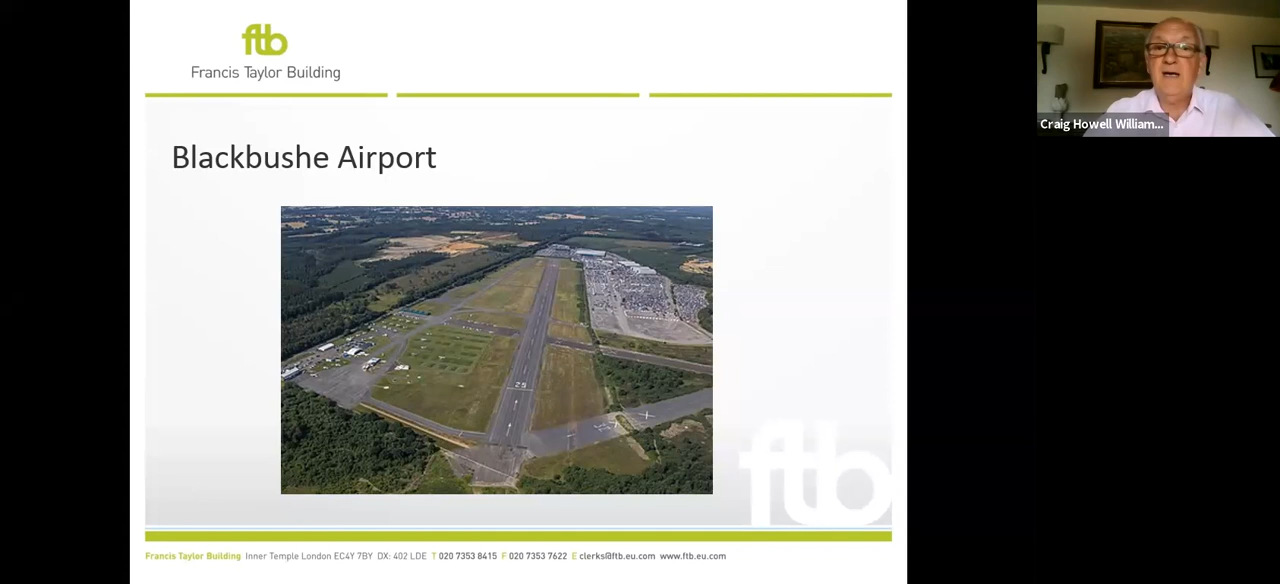 ftb
Francis Taylor Building
Craig Howell William...
Blackbushe Airport
25
ftb
Francis Taylor Building Inner Temple London EC4Y 7BY DX: 402 LDE T 020 7353 8415 F 020 7353 7622 E clerks@ftb.eu.com www.ftb.eu.com